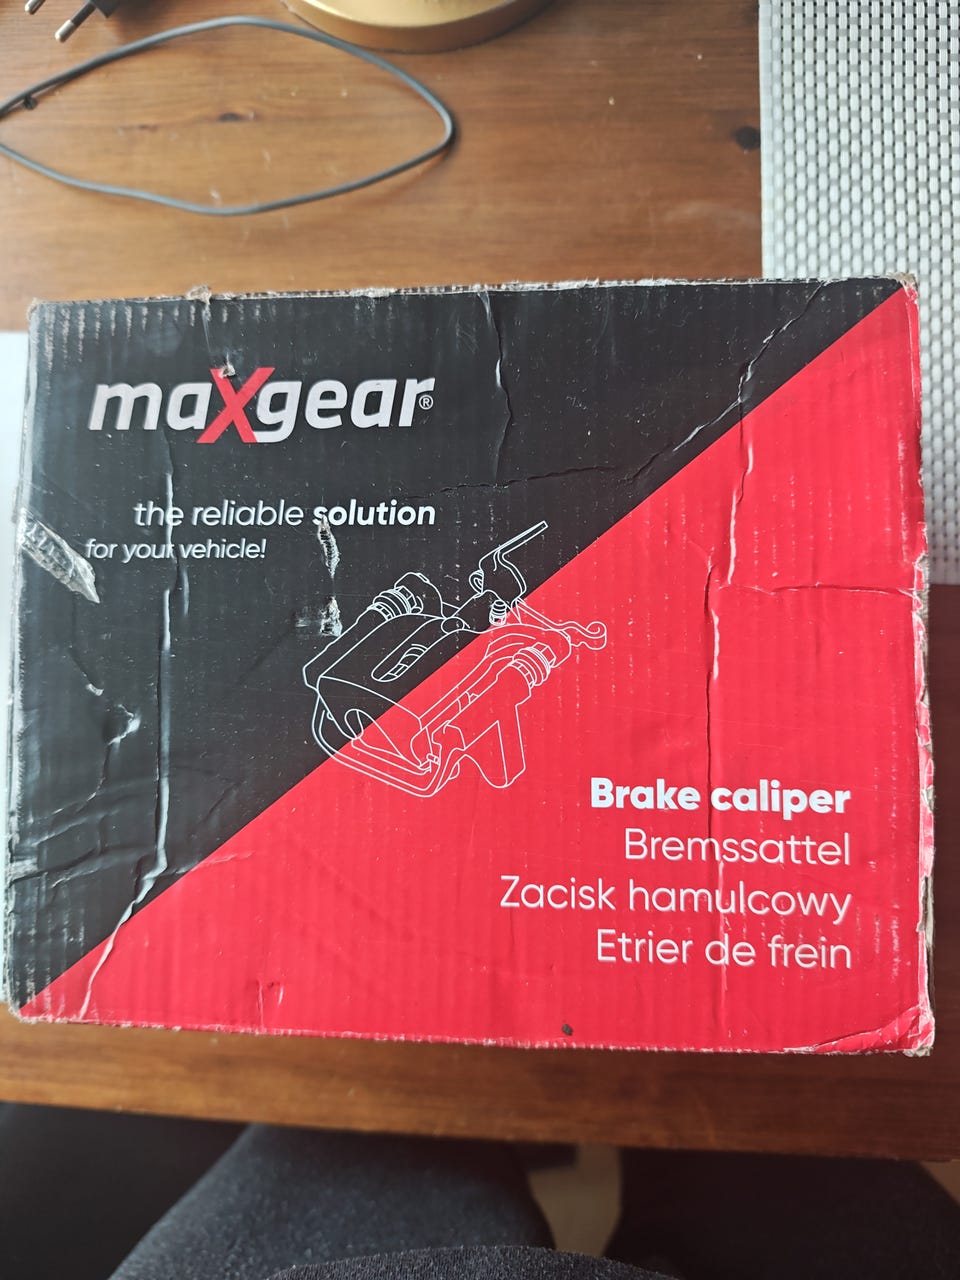 maXgear®
the reliable solution
for your vehicle!
Brake caliper
Bremssattel
Zacisk hamulcowy
Etrier de frein